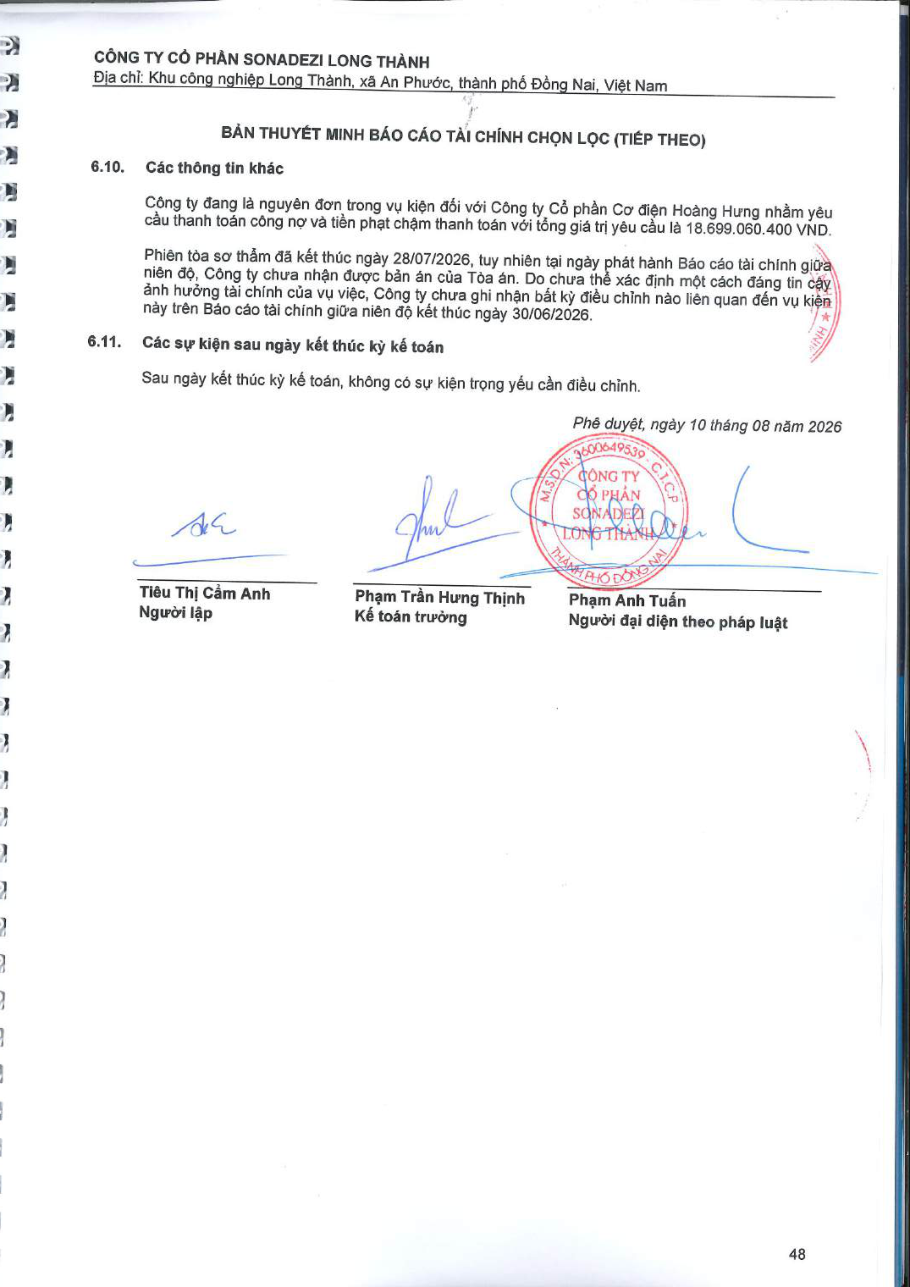 CÔNG TY CỔ PHẦN SONADEZI LONG THÀNH
Địa chỉ: Khu công nghiệp Long Thành, xã An Phước, thành phố Đồng Nai, Việt Nam
BẢN THUYẾT MINH BÁO CÁO TÀI CHÍNH CHỌN LỌC (TIẾP THEO)
6.10. Các thông tin khác
Công ty đang là nguyên đơn trong vụ kiện đối với Công ty Cổ phần Cơ điện Hoàng Hưng nhằm yêu
cầu thanh toán công nợ và tiền phạt chậm thanh toán với tổng giá trị yêu cầu là 18.699.060.400 VND.
Phiên tòa sơ thẩm đã kết thúc ngày 28/07/2026, tuy nhiên tại ngày phát hành Báo cáo tài chính giữa
niên độ, Công ty chưa nhận được bản án của Tòa án. Do chưa thể xác định một cách đáng tin cậy
ảnh hưởng tài chính của vụ việc, Công ty chưa ghi nhận bất kỳ điều chỉnh nào liên quan đến vụ kiện
này trên Báo cáo tài chính giữa niên độ kết thúc ngày 30/06/2026.
6.11. Các sự kiện sau ngày kết thúc kỳ kế toán
Sau ngày kết thúc kỳ kế toán, không có sự kiện trọng yếu cần điều chỉnh.
Phê duyệt, ngày 10 tháng 08 năm 2026
M.S.D.N: 3600649539 - C.T.C.P
CÔNG TY
CỔ PHẦN
SONADEZI
LONG THÀNH
THÀNH PHỐ ĐỒNG NAI
Tiêu Thị Cẩm Anh
Người lập
Phạm Trần Hưng Thịnh
Kế toán trưởng
Phạm Anh Tuấn
Người đại diện theo pháp luật
48